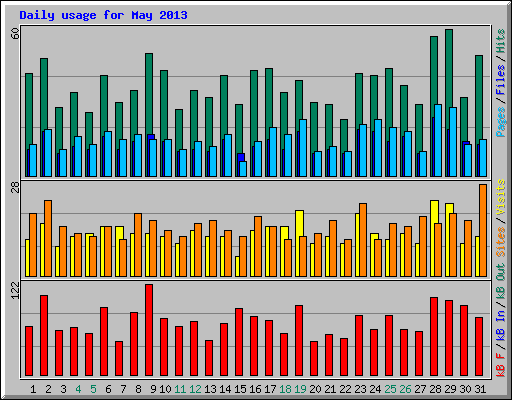 Daily usage for May 2013
60
Pages / Files / Hits
28
Sites / Visits
122
kB F / kB In / kB Out
1 2 3 4 5 6 7 8 9 10 11 12 13 14 15 16 17 18 19 20 21 22 23 24 25 26 27 28 29 30 31